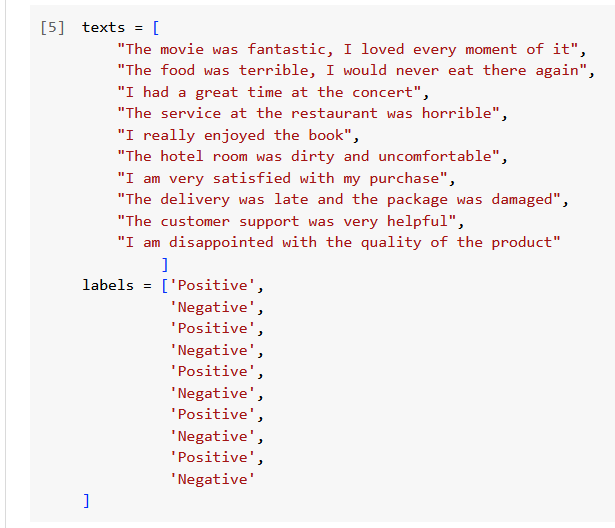 [5] texts = [
"The movie was fantastic, I loved every moment of it",
"The food was terrible, I would never eat there again",
"I had a great time at the concert",
"The service at the restaurant was horrible",
"I really enjoyed the book",
"The hotel room was dirty and uncomfortable",
"I am very satisfied with my purchase",
"The delivery was late and the package was damaged",
"The customer support was very helpful",
"I am disappointed with the quality of the product"
]
labels = ['Positive',
'Negative',
'Positive',
'Negative',
'Positive',
'Negative',
'Positive',
'Negative',
'Positive',
'Negative'
]